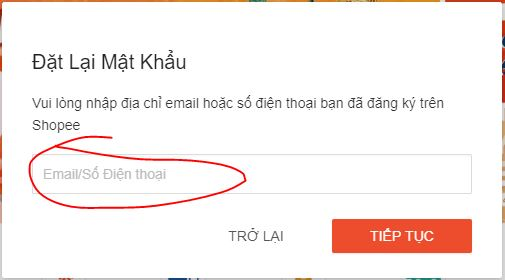 Đặt Lại Mật Khẩu
Vui lòng nhập địa chỉ email hoặc số điện thoại bạn đã đăng ký trên
Shopee
Email/Số Điện thoại
TRỞ LẠI
TIẾP TỤC